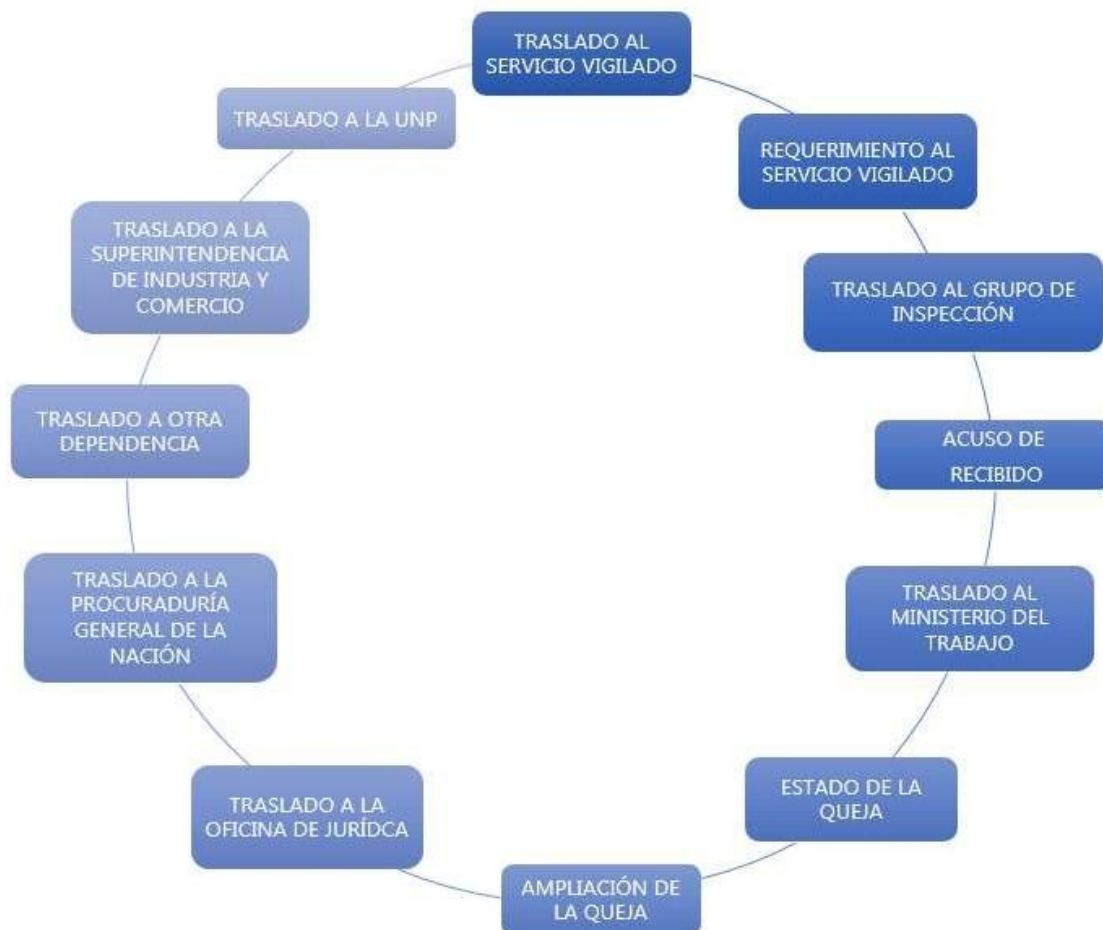 TRASLADO AL
SERVICIO VIGILADO
REQUERIMIENTO AL
SERVICIO VIGILADO
TRASLADO AL GRUPO DE
INSPECCIÓN
ACUSO DE
RECIBIDO
TRASLADO AL
MINISTERIO DEL
TRABAJO
ESTADO DE LA
QUEJA
AMPLIACIÓN DE
LA QUEJA
TRASLADO A LA
OFICINA DE JURÍDCA
TRASLADO A LA
PROCURADURÍA
GENERAL DE LA
NACIÓN
TRASLADO A OTRA
DEPENDENCIA
TRASLADO A LA
SUPERINTENDENCIA
DE INDUSTRIA Y
COMERCIO
TRASLADO A LA UNP